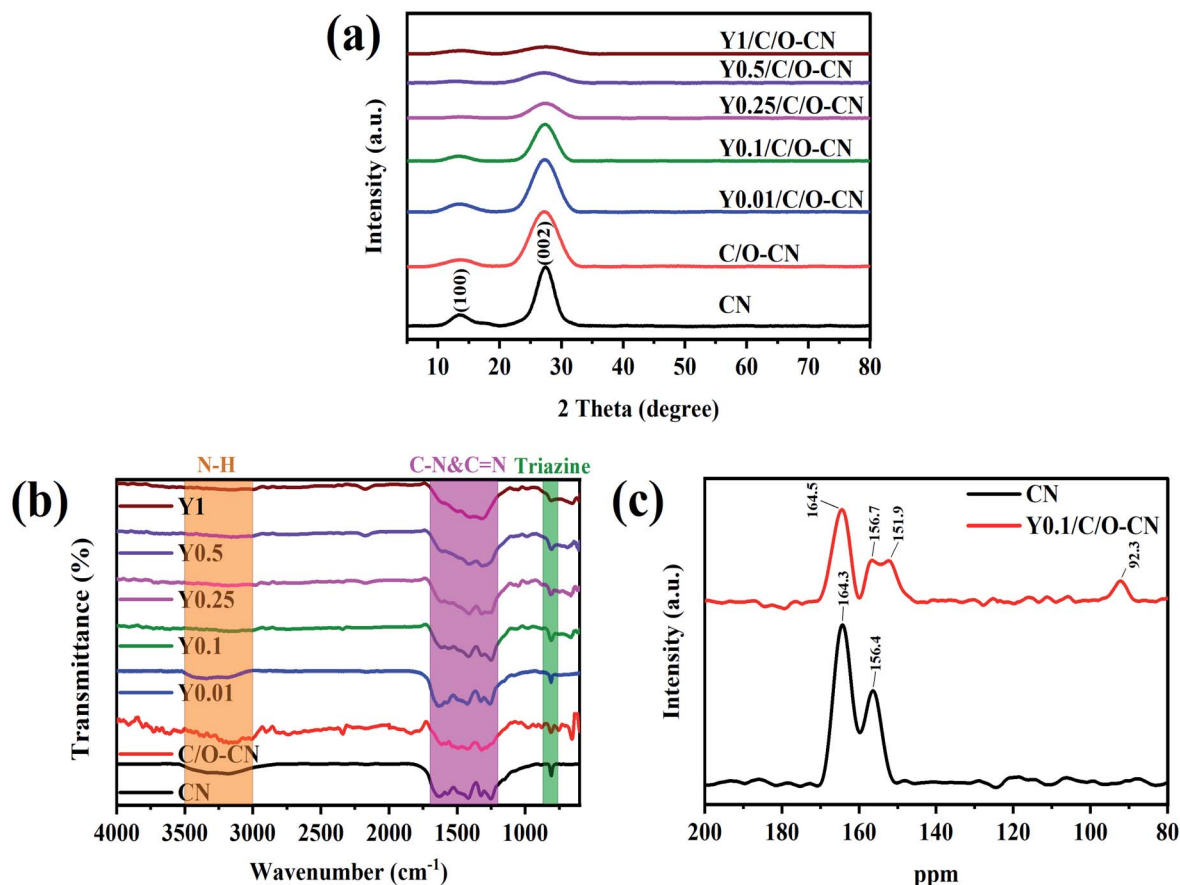 (a)
Y1/C/O-CN
Y0.5/C/O-CN
Y0.25/C/O-CN
Y0.1/C/O-CN
Y0.01/C/O-CN
C/O-CN
CN
(100)
(002)
Intensity (a.u.)
10 20 30 40 50 60 70 80
2 Theta (degree)
(b)
N-H C-N&C=N Triazine
Y1
Y0.5
Y0.25
Y0.1
Y0.01
C/O-CN
CN
Transmittance (%)
4000 3500 3000 2500 2000 1500 1000
Wavenumber (cm-1)
(c)
CN
Y0.1/C/O-CN
164.5
156.7
151.9
92.3
164.3
156.4
Intensity (a.u.)
200 180 160 140 120 100 80
ppm